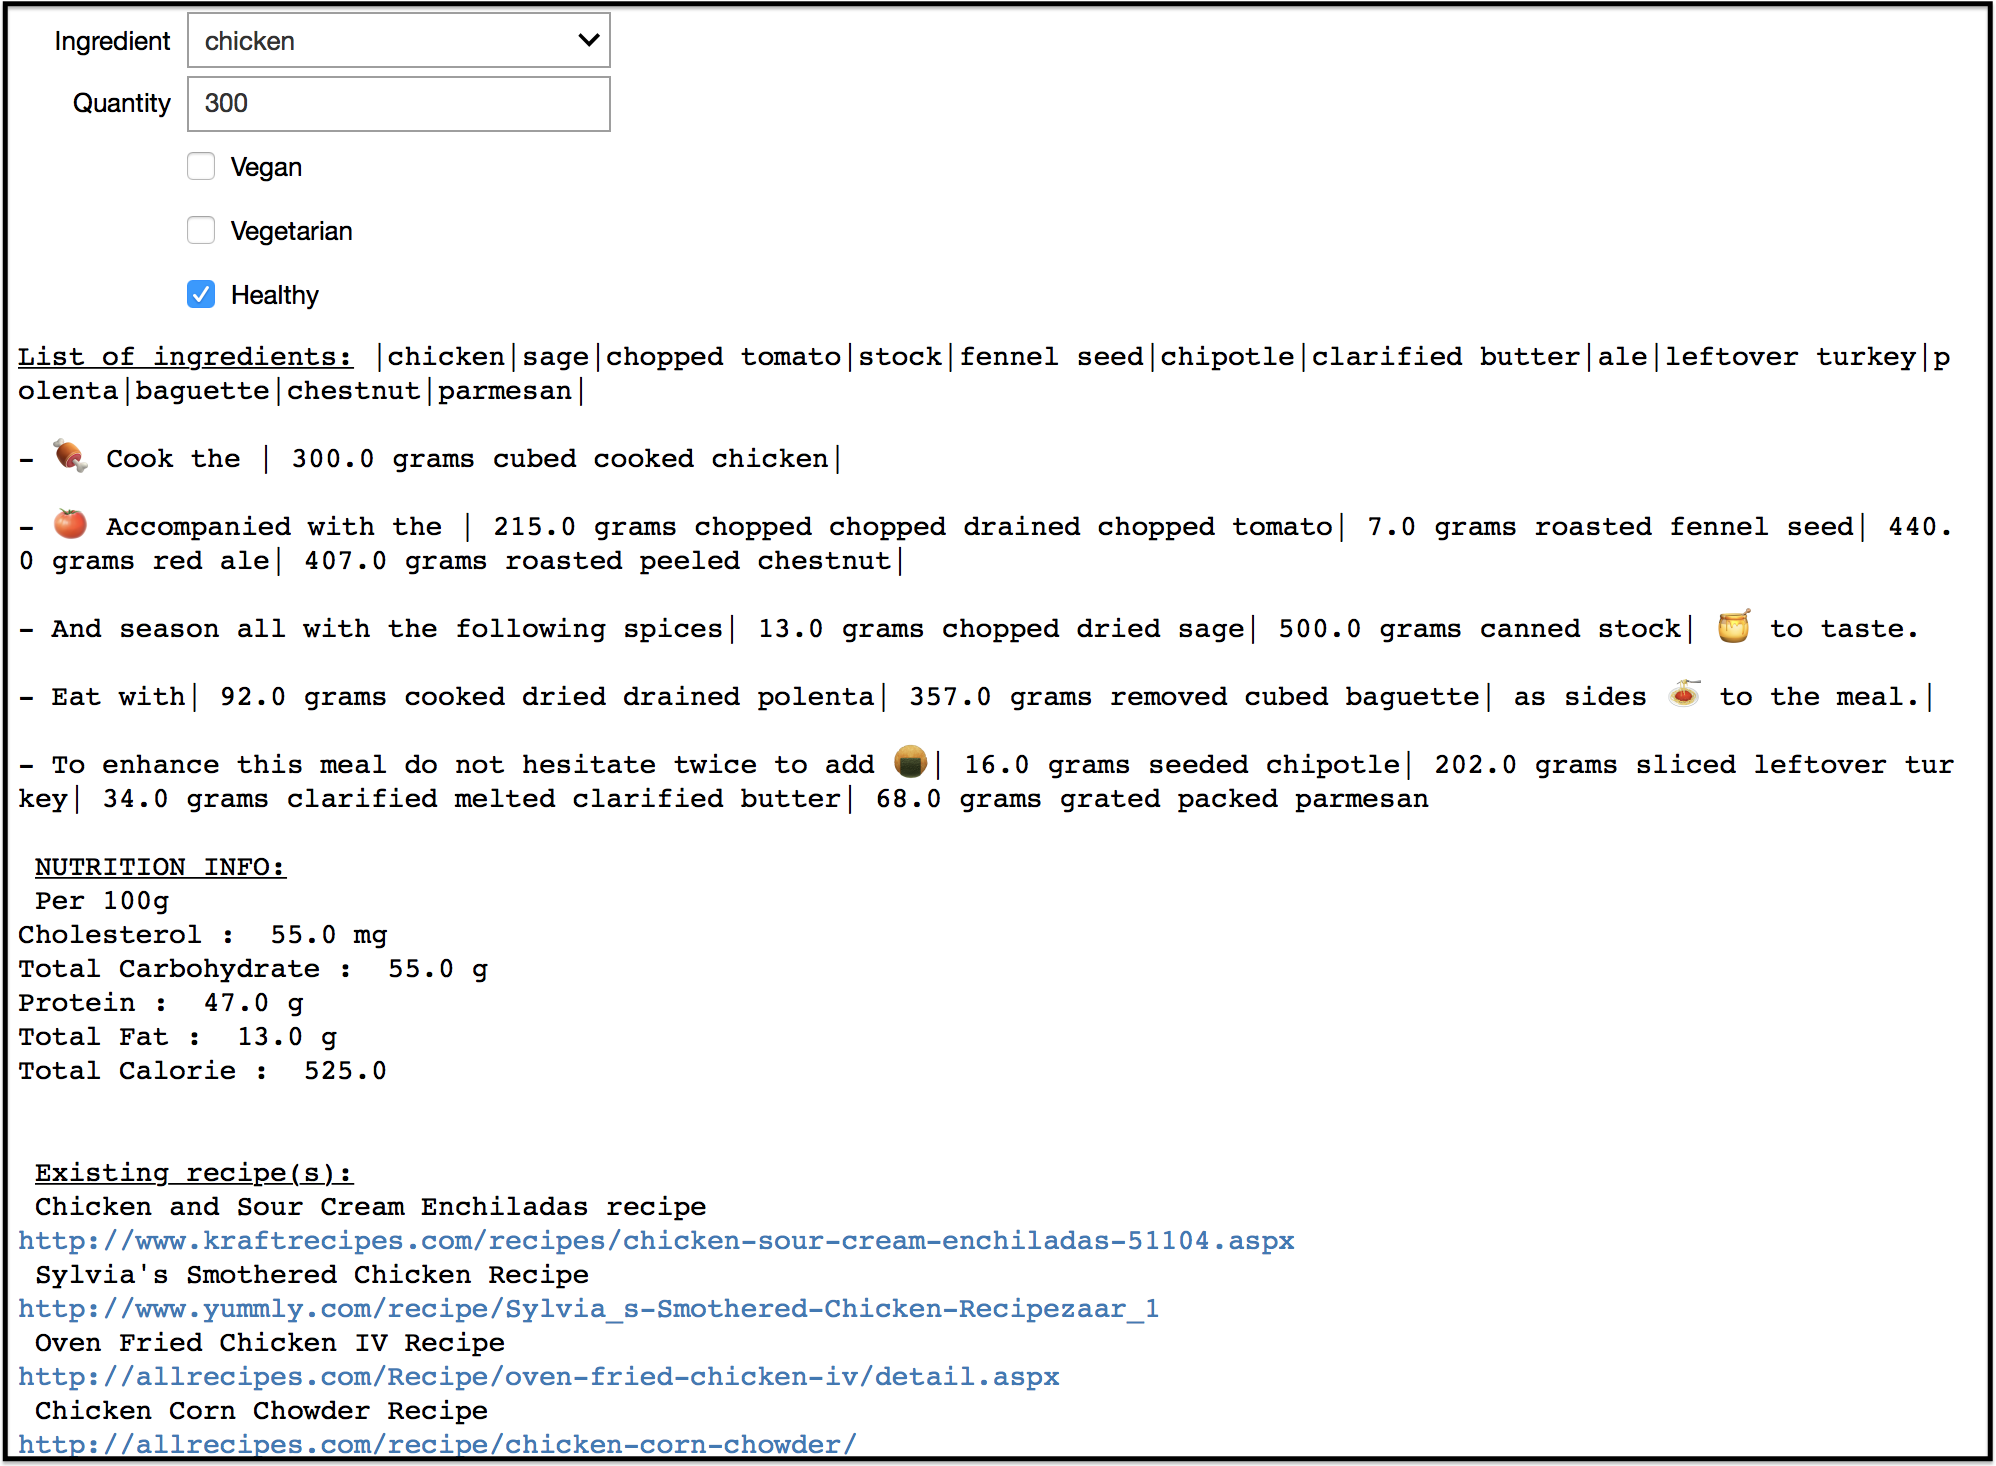 Ingredient chicken
Quantity 300
Vegan
Vegetarian
Healthy
List of ingredients: |chicken|sage|chopped tomato|stock|fennel seed|chipotle|clarified butter|ale|leftover turkey|p
olenta|baguette|chestnut|parmesan|
- 🍖 Cook the | 300.0 grams cubed cooked chicken|
- 🍅 Accompanied with the | 215.0 grams chopped chopped drained chopped tomato| 7.0 grams roasted fennel seed| 440.
0 grams red ale| 407.0 grams roasted peeled chestnut|
- And season all with the following spices| 13.0 grams chopped dried sage| 500.0 grams canned stock| 🍯 to taste.
- Eat with| 92.0 grams cooked dried drained polenta| 357.0 grams removed cubed baguette| as sides 🍝 to the meal.|
- To enhance this meal do not hesitate twice to add 🍘| 16.0 grams seeded chipotle| 202.0 grams sliced leftover tur
key| 34.0 grams clarified melted clarified butter| 68.0 grams grated packed parmesan
NUTRITION INFO:
Per 100g
Cholesterol :  55.0 mg
Total Carbohydrate :  55.0 g
Protein :  47.0 g
Total Fat :  13.0 g
Total Calorie :  525.0
Existing recipe(s):
Chicken and Sour Cream Enchiladas recipe
http://www.kraftrecipes.com/recipes/chicken-sour-cream-enchiladas-51104.aspx
Sylvia's Smothered Chicken Recipe
http://www.yummly.com/recipe/Sylvia_s-Smothered-Chicken-Recipezaar_1
Oven Fried Chicken IV Recipe
http://allrecipes.com/Recipe/oven-fried-chicken-iv/detail.aspx
Chicken Corn Chowder Recipe
http://allrecipes.com/recipe/chicken-corn-chowder/